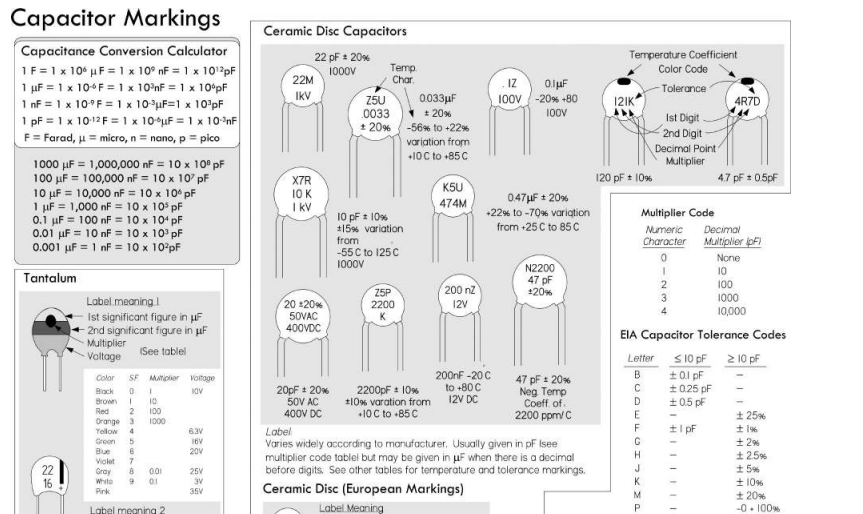 Capacitor Markings
Capacitance Conversion Calculator
1 F = 1 x 10⁶ μF = 1 x 10⁹ nF = 1 x 10¹²pF
1 μF = 1 x 10⁻⁶ F = 1 x 10³nF = 1 x 10⁶pF
1 nF = 1 x 10⁻⁹ F = 1 x 10⁻³μF=1 x 10³pF
1 pF = 1 x 10⁻¹² F = 1 x 10⁻⁶μF = 1 x 10⁻³nF
F = Farad, μ = micro, n = nano, p = pico
1000 μF = 1,000,000 nF = 10 x 10⁸ pF
100 μF = 100,000 nF = 10 x 10⁷ pF
10 μF = 10,000 nF = 10 x 10⁶ pF
1 μF = 1,000 nF = 10 x 10⁵ pF
0.1 μF = 100 nF = 10 x 10⁴ pF
0.01 μF = 10 nF = 10 x 10³ pF
0.001 μF = 1 nF = 10 x 10²pF
Tantalum
Label meaning 1
1st significant figure in μF
2nd significant figure in μF
Multiplier
Voltage
(See table)
Color SF Multiplier Voltage
Black 0 1 10V
Brown 1 10
Red 2 100
Orange 3 1000
Yellow 4 6.3V
Green 5 16V
Blue 6 20V
Violet 7
Gray 8 0.01 25V
White 9 0.1 3V
Pink 35V
22
16 +
Label meaning 2
Ceramic Disc Capacitors
22M
1kV
22 pF ± 20%
1000V
Temp.
Char.
Z5U
.0033
± 20%
0.033μF
± 20%
-56% to +22%
variation from
+10 C to +85 C
.1Z
100V
0.1μF
-20% +80
100V
Temperature Coefficient
Color Code
Tolerance
121K
4R7D
1st Digit
2nd Digit
Decimal Point
Multiplier
120 pF ± 10%
4.7 pF ± 0.5pF
X7R
10 K
1 kV
10 pF ± 10%
±15% variation
from
-55 C to 125 C
1000V
K5U
474M
0.47μF ± 20%
+22% to -70% variation
from +25 C to 85 C
20 ±20%
50VAC
400VDC
20pF ± 20%
50V AC
400V DC
Z5P
2200
K
2200pF ± 10%
±10% varation from
+10 C to +85 C
200 nZ
12V
200nF -20 C
to +80 C
12V DC
N2200
47 pF
±20%
47 pF ± 20%
Neg. Temp
Coeff. of
2200 ppm/ C
Label
Varies widely according to manufacturer. Usually given in pF (see
multiplier code table) but may be given in μF when there is a decimal
before digits. See other tables for temperature and tolerance markings.
Ceramic Disc (European Markings)
Label Meaning
Multiplier Code
Numeric Decimal
Character Multiplier (pF)
0 None
1 10
2 100
3 1000
4 10,000
EIA Capacitor Tolerance Codes
Letter ≤ 10 pF ≥ 10 pF
B ± 0.1 pF –
C ± 0.25 pF –
D ± 0.5 pF –
E – ± 25%
F ± 1 pF ± 1%
G – ± 2%
H – ± 2.5%
J – ± 5%
K – ± 10%
M – ± 20%
P – -0 + 100%